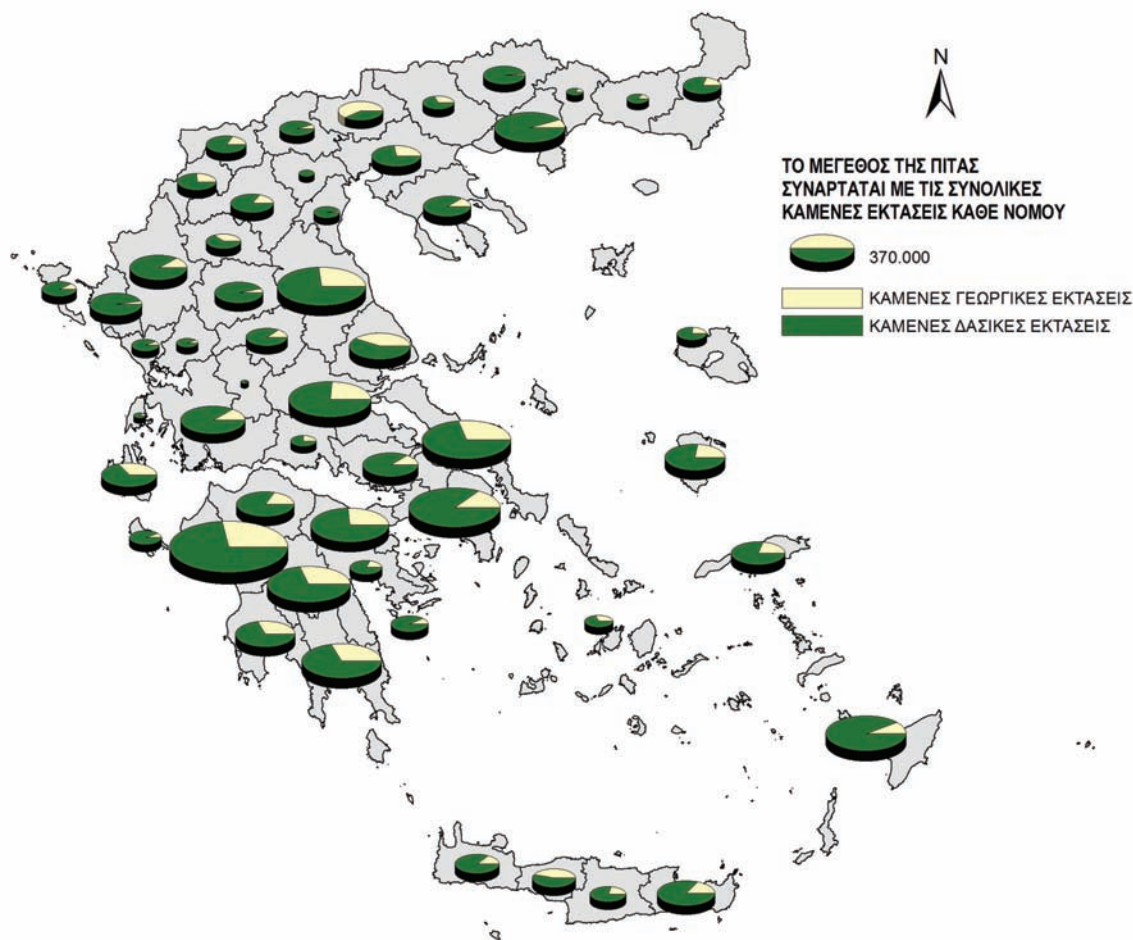 N
ΤΟ ΜΕΓΕΘΟΣ ΤΗΣ ΠΙΤΑΣ
ΣΥΝΑΡΤΑΤΑΙ ΜΕ ΤΙΣ ΣΥΝΟΛΙΚΕΣ
ΚΑΜΕΝΕΣ ΕΚΤΑΣΕΙΣ ΚΑΘΕ ΝΟΜΟΥ
370.000
ΚΑΜΕΝΕΣ ΓΕΩΡΓΙΚΕΣ ΕΚΤΑΣΕΙΣ
ΚΑΜΕΝΕΣ ΔΑΣΙΚΕΣ ΕΚΤΑΣΕΙΣ